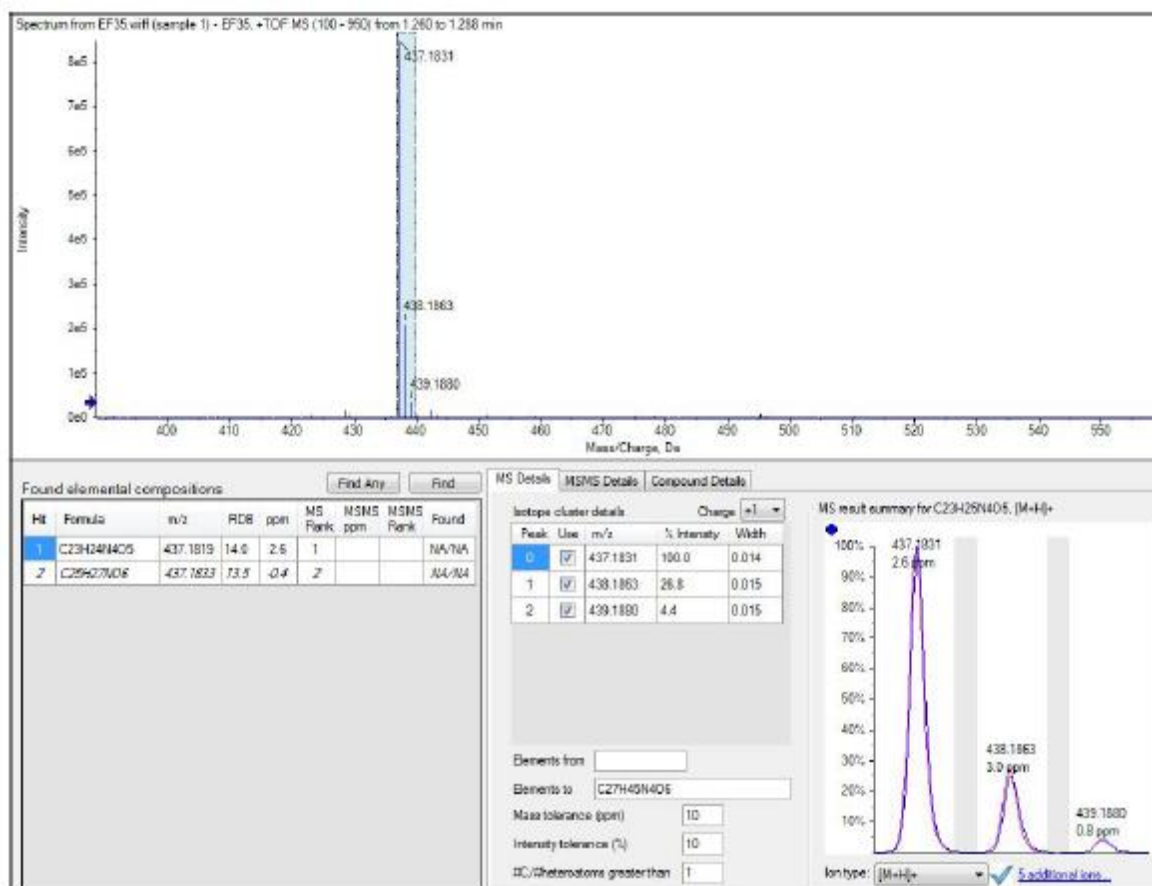 Spectrum from EF35.wiff (sample 1) - EF35, +TOF MS (100 - 950) from 1.260 to 1.288 min
437.1831
8e5
7e5
6e5
5e5
4e5
3e5
2e5
1e5
0e0
438.1863
439.1880
Intensity
400 410 420 430 440 450 460 470 480 490 500 510 520 530 540 550
Mass/Charge, Da
Found elemental compositions
Find Any
Find
Hit Formula m/z RDB ppm MS Rank MSMS ppm MSMS Rank Found
1 C23H24N4O5 437.1819 14.0 2.6 1 NA/NA
2 437.1833 13.5 -0.4 2 NA/NA
MS Details MSMS Details Compound Details
Isotope cluster details Charge +1
Peak Use m/z % Intensity Width
0 437.1831 100.0 0.014
1 438.1863 26.8 0.015
2 439.1880 4.4 0.015
Elements from
Elements to C27H45N4O6
Mass tolerance (ppm) 10
Intensity tolerance (%) 10
#C/#heteroatoms greater than 1
MS result summary for C23H25N4O5, [M+H]+
100%
90%
80%
70%
60%
50%
40%
30%
20%
10%
437.1831
2.6 ppm
438.1863
3.0 ppm
439.1880
0.8 ppm
Ion type: [M+H]+ 5 additional ions...